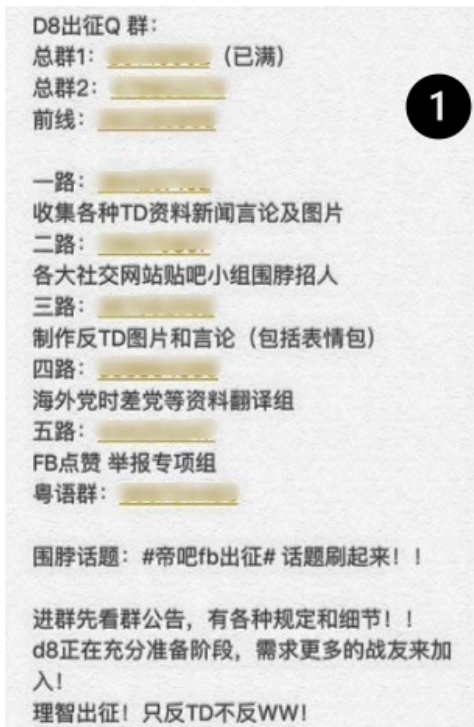 D8出征Q 群：
总群1：（已满）
总群2：
前线：
1
一路：
收集各种TD资料新闻言论及图片
二路：
各大社交网站贴吧小组围脖招人
三路：
制作反TD图片和言论（包括表情包）
四路：
海外党时差党等资料翻译组
五路：
FB点赞 举报专项组
粤语群：
围脖话题：#帝吧fb出征# 话题刷起来！！
进群先看群公告，有各种规定和细节！！
d8正在充分准备阶段，需求更多的战友来加
入！
理智出征！只反TD不反WW！